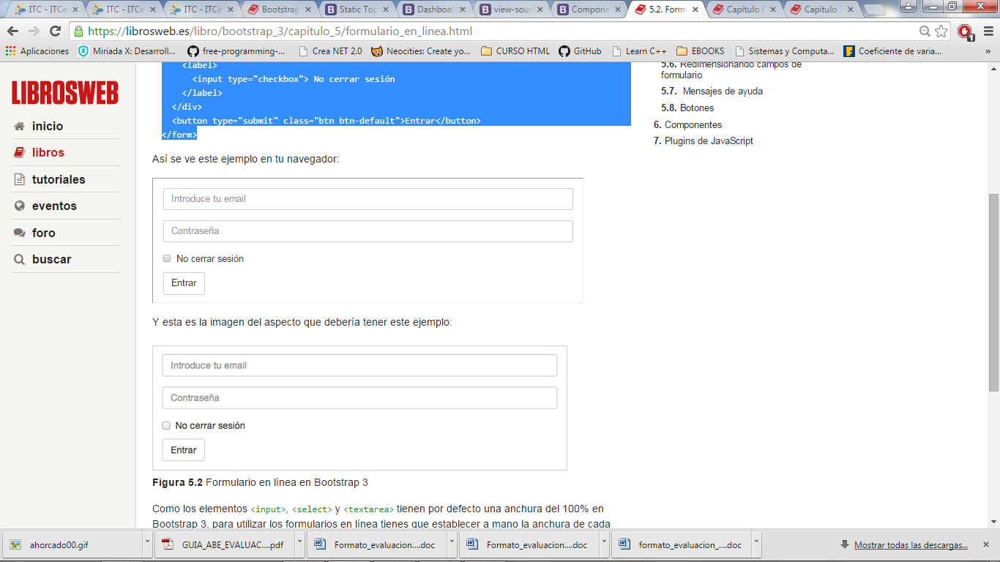 ITC - ITCe
ITC - ITCe
ITC - ITCe
Bootstrap
Static Top
Dashboar
view-sour
Compone
5.2. Formu
Capítulo
Capítulo
https://librosweb.es/libro/bootstrap_3/capitulo_5/formulario_en_linea.html
1
Aplicaciones
Miriada X: Desarroll...
free-programming-...
Crea NET 2.0
Neocities: Create yo...
CURSO HTML
GitHub
Learn C++
EBOOKS
Sistemas y Computa...
Coeficiente de varia...
»
LIBROSWEB
inicio
libros
tutoriales
eventos
foro
buscar
<label>
<input type="checkbox"> No cerrar sesión
</label>
</div>
<button type="submit" class="btn btn-default">Entrar</button>
</form>
Así se ve este ejemplo en tu navegador:
Introduce tu email
Contraseña
No cerrar sesión
Entrar
Y esta es la imagen del aspecto que debería tener este ejemplo:
Introduce tu email
Contraseña
No cerrar sesión
Entrar
Figura 5.2 Formulario en línea en Bootstrap 3
Como los elementos <input>, <select> y <textarea> tienen por defecto una anchura del 100% en
Bootstrap 3, para utilizar los formularios en línea tienes que establecer a mano la anchura de cada
5.6. Redimensionando campos de
formulario
5.7. Mensajes de ayuda
5.8. Botones
6. Componentes
7. Plugins de JavaScript
ahorcado00.gif
GUIA_ABE_EVALUAC....pdf
Formato_evaluacion....doc
Formato_evaluacion....doc
formato_evaluacion_....doc
Mostrar todas las descargas...